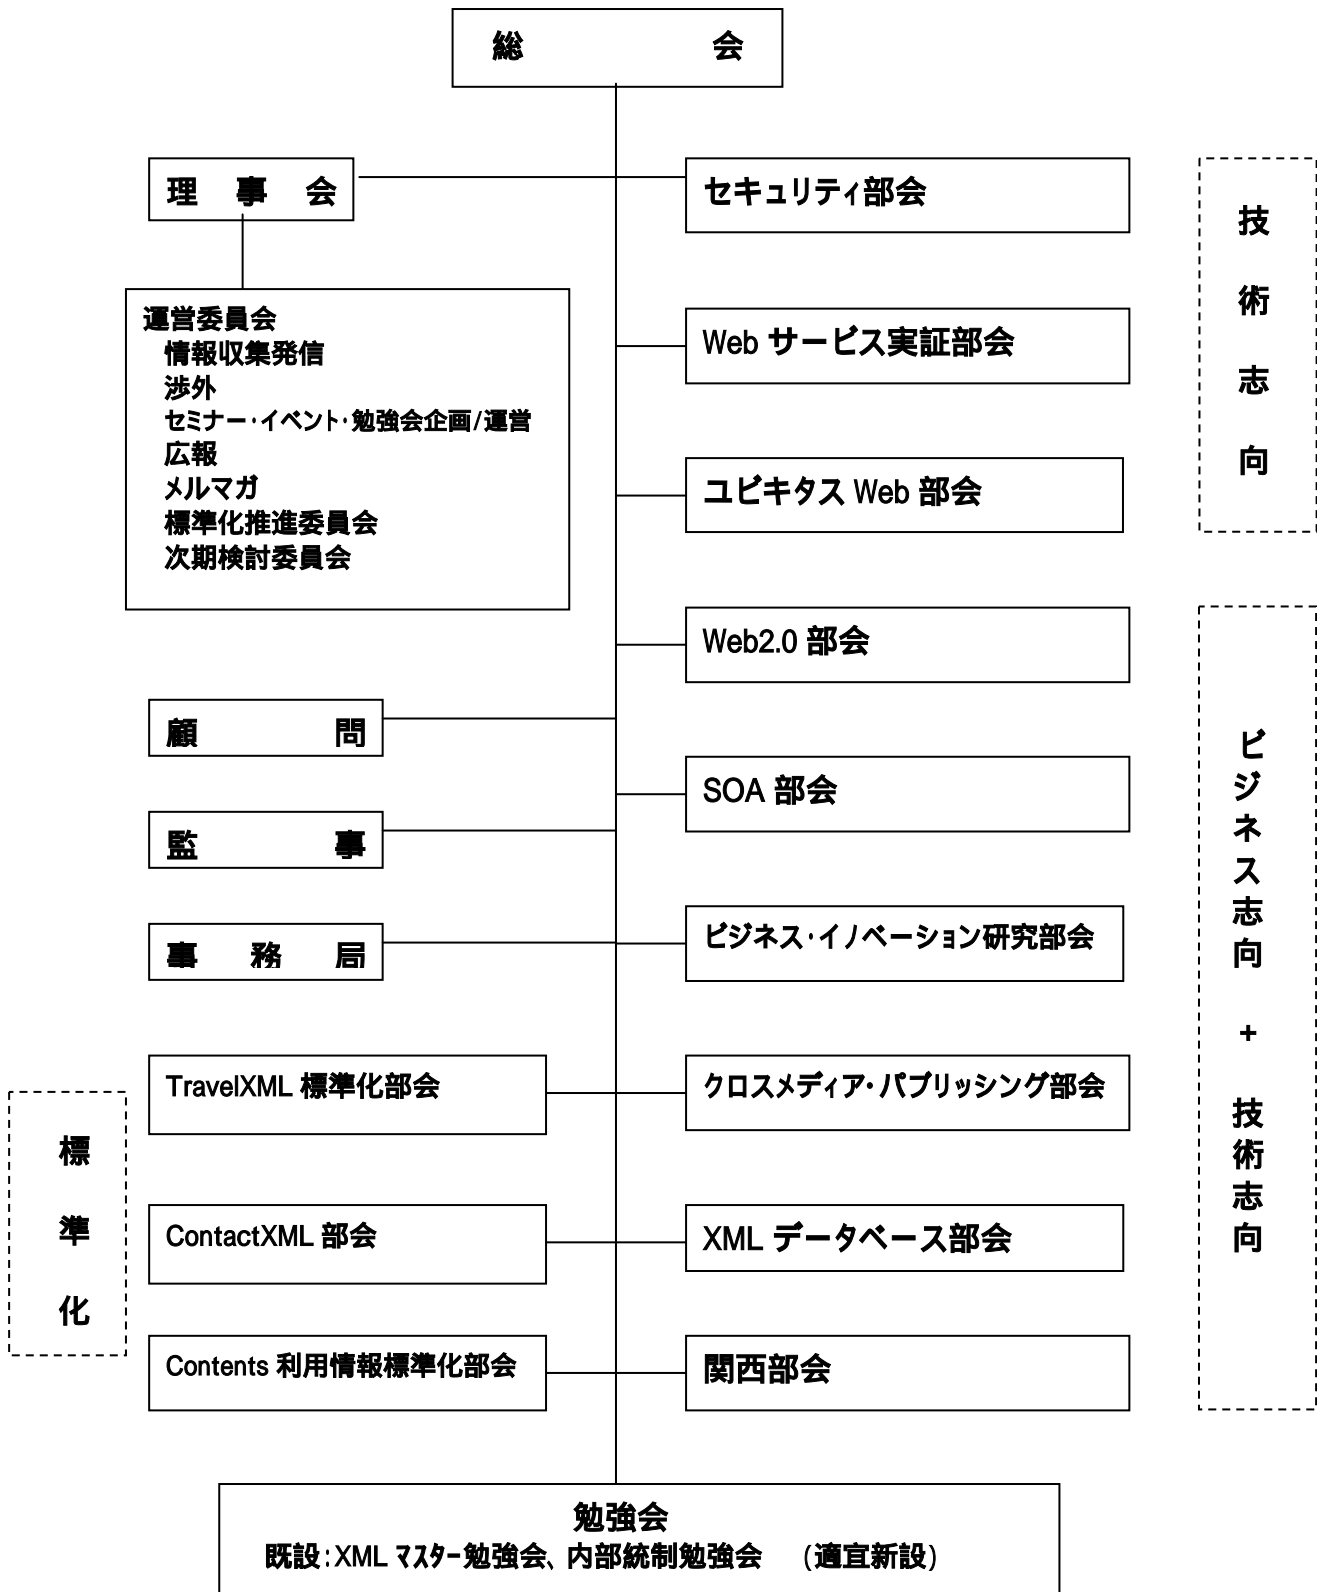 総会
理事会
運営委員会
情報収集発信
渉外
セミナー・イベント・勉強会企画/運営
広報
メルマガ
標準化推進委員会
次期検討委員会
顧問
監事
事務局
標準化
TravelXML 標準化部会
ContactXML 部会
Contents 利用情報標準化部会
セキュリティ部会
Web サービス実証部会
ユビキタス Web 部会
Web2.0 部会
SOA 部会
ビジネス・イノベーション研究部会
クロスメディア・パブリッシング部会
XML データベース部会
関西部会
技術志向
ビジネス志向 + 技術志向
勉強会
既設:XML マスター勉強会、内部統制勉強会 (適宜新設)